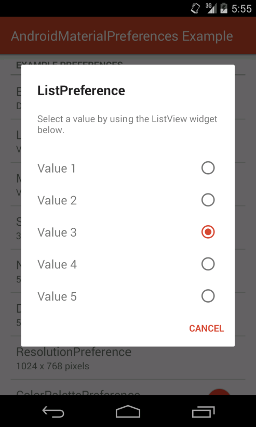 3G 5:55
AndroidMaterialPreferences Example
EXAMPLE PREFERENCES
ListPreference
Select a value by using the ListView widget
below.
Value 1
Value 2
Value 3
Value 4
Value 5
CANCEL
ResolutionPreference
1024 x 768 pixels
ColorPalettePreference